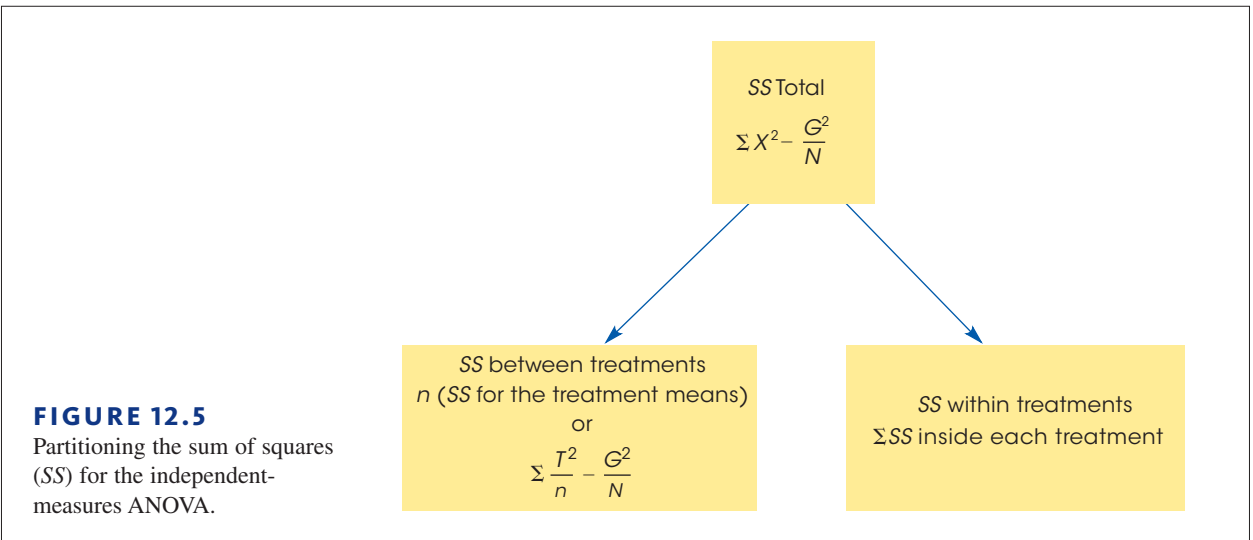 SS Total
Σ X² – G²/N
SS between treatments
n (SS for the treatment means)
or
Σ T²/n – G²/N
SS within treatments
ΣSS inside each treatment
FIGURE 12.5
Partitioning the sum of squares
(SS) for the independent-
measures ANOVA.